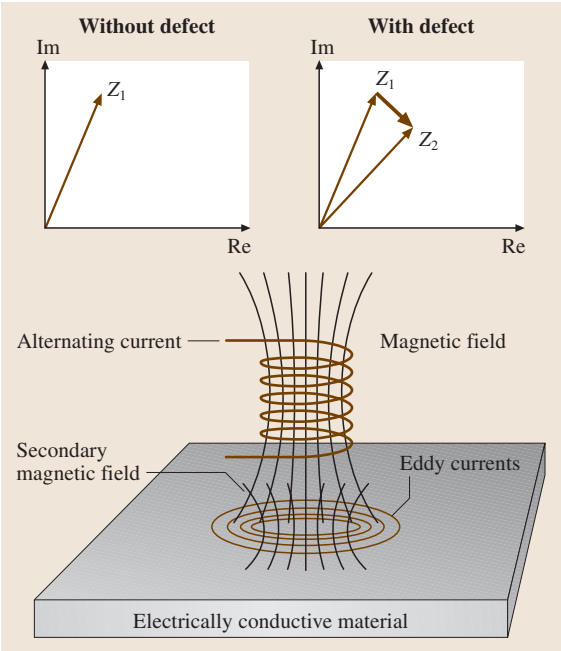 Without defect
With defect
Im
Im
Z1
Z1
Z2
Re
Re
Alternating current
Magnetic field
Secondary
magnetic field
Eddy currents
Electrically conductive material